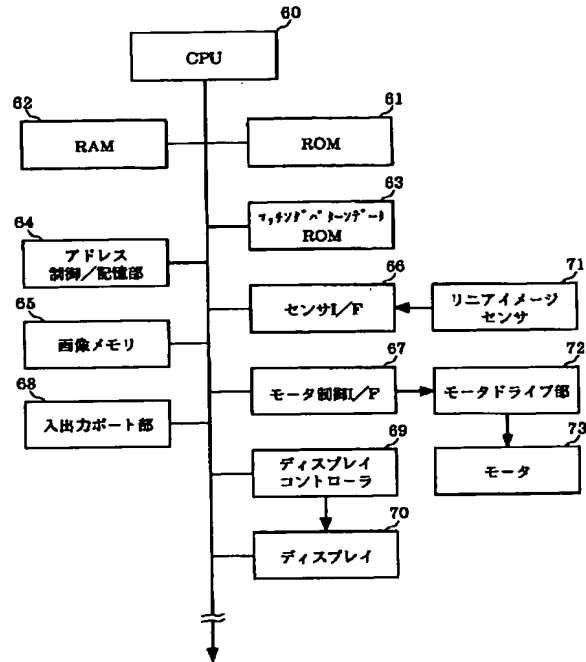 60
CPU
62
RAM
61
ROM
63
マッチングパターンデータ
ROM
64
アドレス
制御/記憶部
66
センサI/F
71
リニアイメージ
センサ
65
画像メモリ
67
モータ制御I/F
72
モータドライブ部
68
入出力ポート部
69
ディスプレイ
コントローラ
73
モータ
70
ディスプレイ